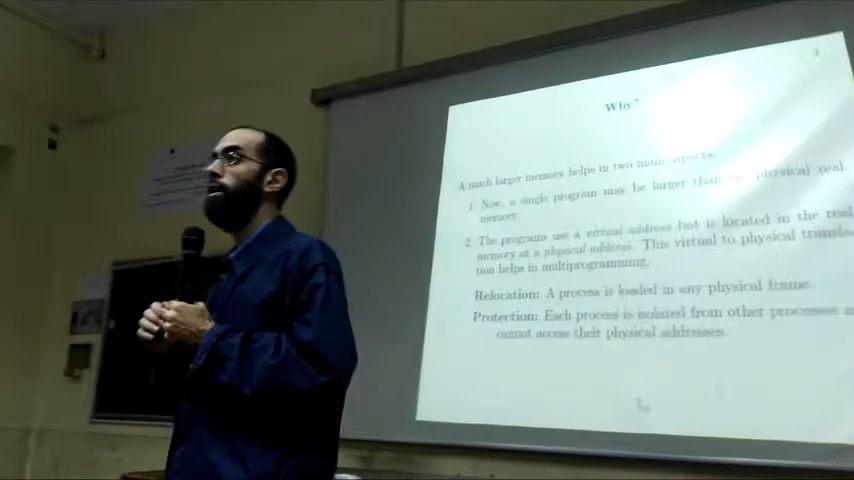 Why?
A much larger memory helps in two main aspects.
1. Now, a single program may be larger than the physical real
memory.
2. The programs use a virtual address but is located in the real
memory at a physical address. This virtual to physical transla-
tion helps in multiprogramming.
Relocation: A process is loaded in any physical frame.
Protection: Each process is isolated from other processes
cannot access their physical addresses.